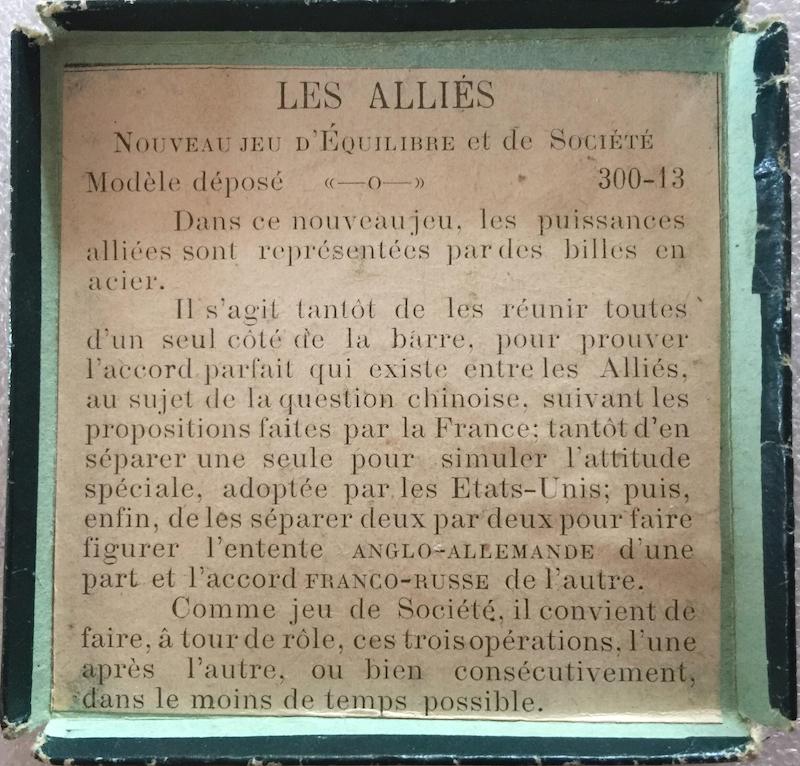 LES ALLIÉS
NOUVEAU JEU D'ÉQUILIBRE et de SOCIÉTÉ
Modèle déposé «—o—» 300-13
Dans ce nouveau jeu, les puissances
alliées sont représentées par des billes en
acier.
Il s'agit tantôt de les réunir toutes
d'un seul côté de la barre, pour prouver
l'accord parfait qui existe entre les Alliés,
au sujet de la question chinoise, suivant les
propositions faites par la France; tantôt d'en
séparer une seule pour simuler l'attitude
spéciale, adoptée par les Etats-Unis; puis,
enfin, de les séparer deux par deux pour faire
figurer l'entente ANGLO-ALLEMANDE d'une
part et l'accord FRANCO-RUSSE de l'autre.
Comme jeu de Société, il convient de
faire, à tour de rôle, ces trois opérations, l'une
après l'autre, ou bien consécutivement,
dans le moins de temps possible.